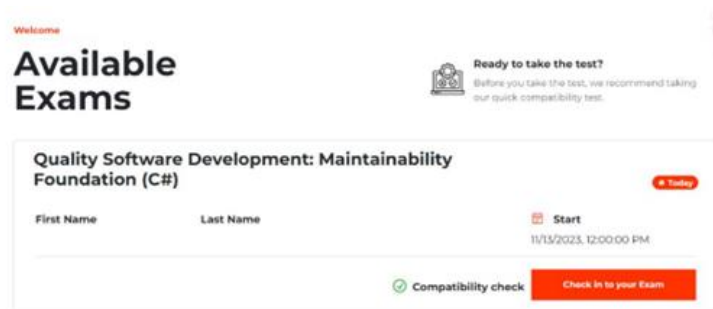 Welcome
Available
Exams
Ready to take the test?
Before you take the test, we recommend taking
our quick compatibility test.
Quality Software Development: Maintainability
Foundation (C#)
Today
First Name
Last Name
Start
11/13/2023, 12:00:00 PM
Compatibility check
Check in to your Exam